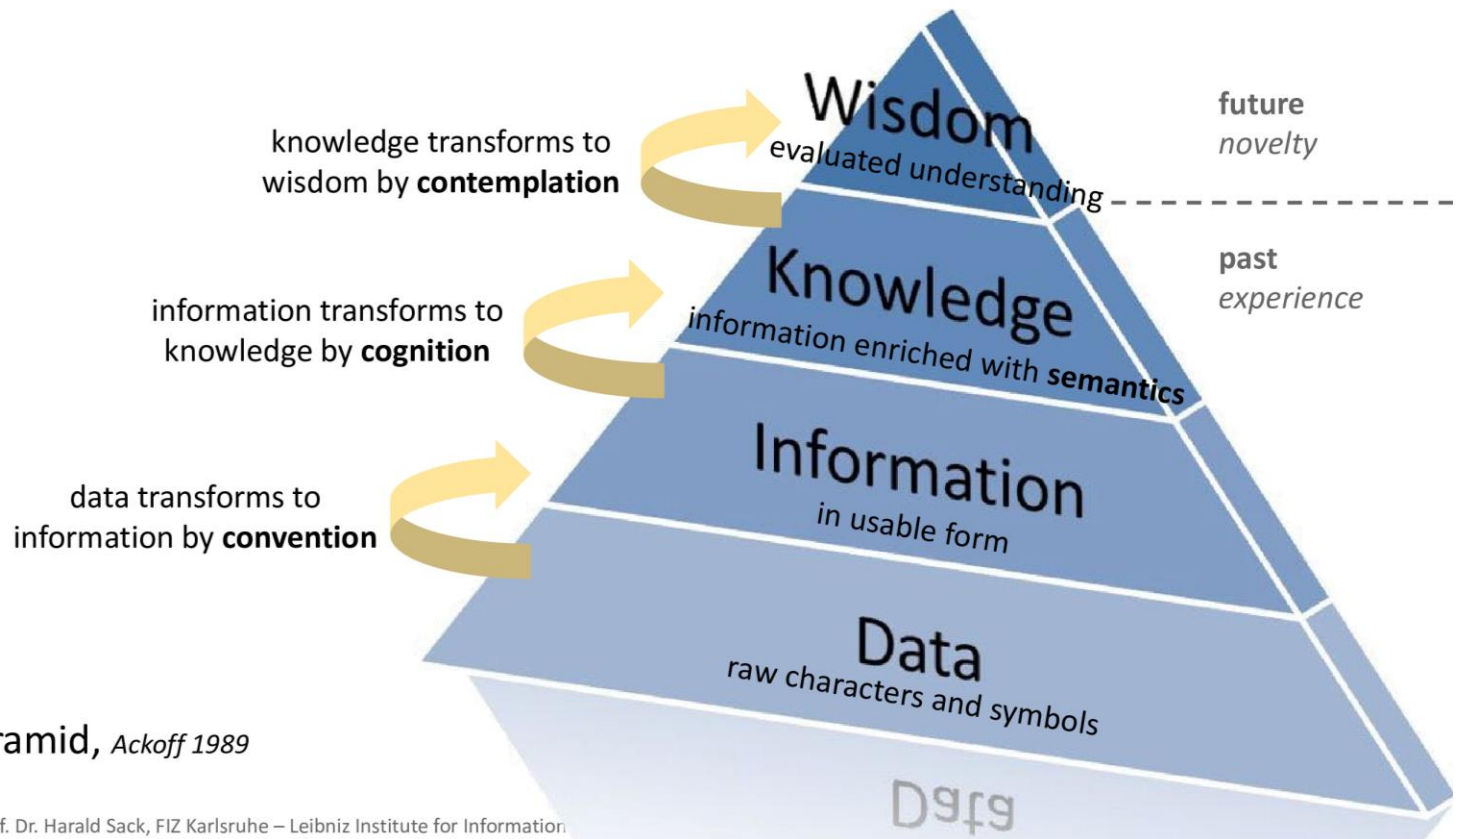 Wisdom
evaluated understanding
future
novelty
knowledge transforms to
wisdom by contemplation
past
experience
Knowledge
information enriched with semantics
information transforms to
knowledge by cognition
Information
in usable form
data transforms to
information by convention
Data
raw characters and symbols
ramid, Ackoff 1989
Data
f. Dr. Harald Sack, FIZ Karlsruhe – Leibniz Institute for Information